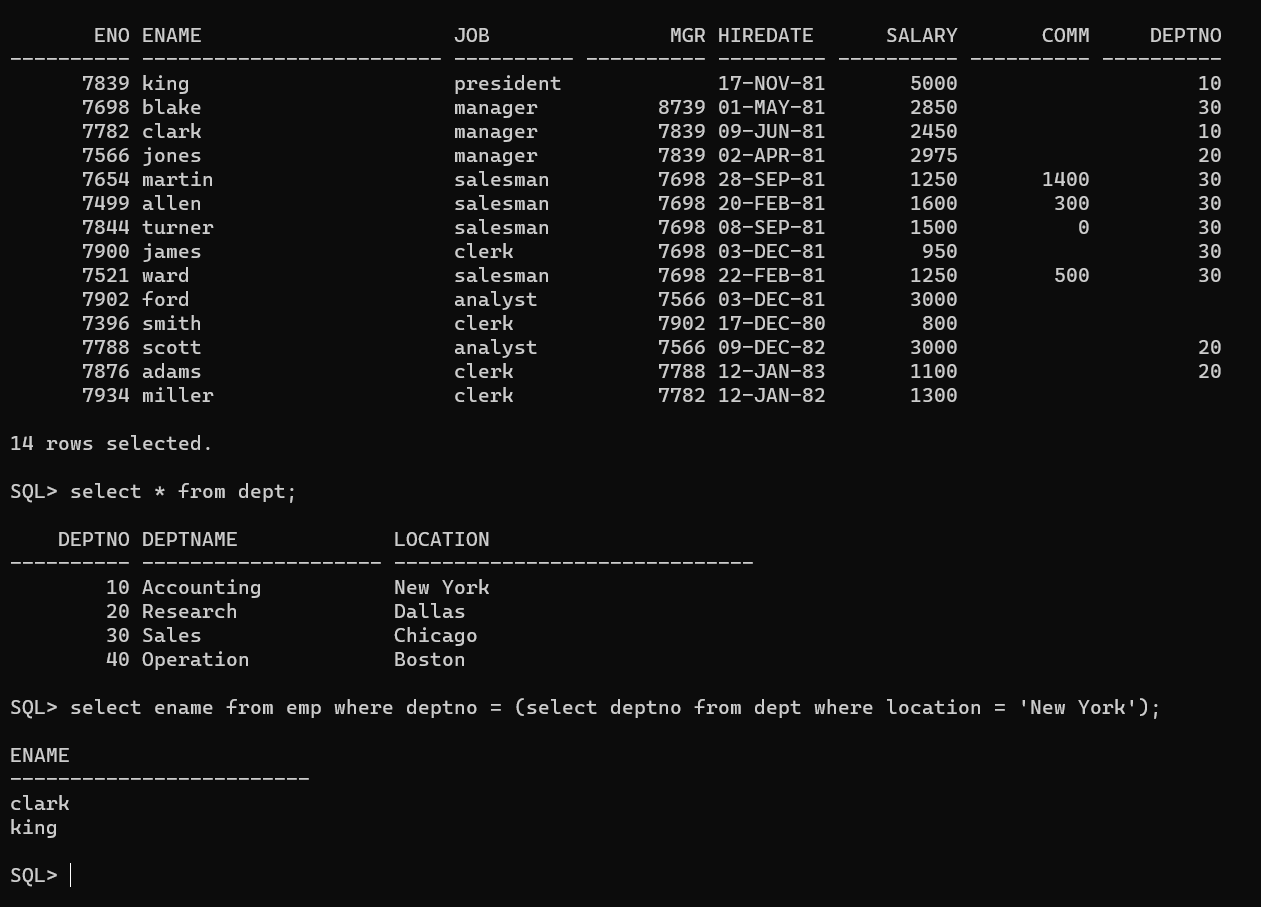 ENO ENAME                     JOB               MGR HIREDATE      SALARY       COMM     DEPTNO
---------- ------------------------- ---------- ---------- --------- ---------- ---------- ----------
      7839 king                      president             17-NOV-81       5000                    10
      7698 blake                     manager          8739 01-MAY-81       2850                    30
      7782 clark                     manager          7839 09-JUN-81       2450                    10
      7566 jones                     manager          7839 02-APR-81       2975                    20
      7654 martin                    salesman         7698 28-SEP-81       1250       1400         30
      7499 allen                     salesman         7698 20-FEB-81       1600        300         30
      7844 turner                    salesman         7698 08-SEP-81       1500          0         30
      7900 james                     clerk            7698 03-DEC-81        950                    30
      7521 ward                      salesman         7698 22-FEB-81       1250        500         30
      7902 ford                      analyst          7566 03-DEC-81       3000
      7396 smith                     clerk            7902 17-DEC-80        800
      7788 scott                     analyst          7566 09-DEC-82       3000                    20
      7876 adams                     clerk            7788 12-JAN-83       1100                    20
      7934 miller                    clerk            7782 12-JAN-82       1300
14 rows selected.
SQL> select * from dept;
    DEPTNO DEPTNAME             LOCATION
---------- -------------------- ------------------------------
        10 Accounting           New York
        20 Research             Dallas
        30 Sales                Chicago
        40 Operation            Boston
SQL> select ename from emp where deptno = (select deptno from dept where location = 'New York');
ENAME
-------------------------
clark
king
SQL>